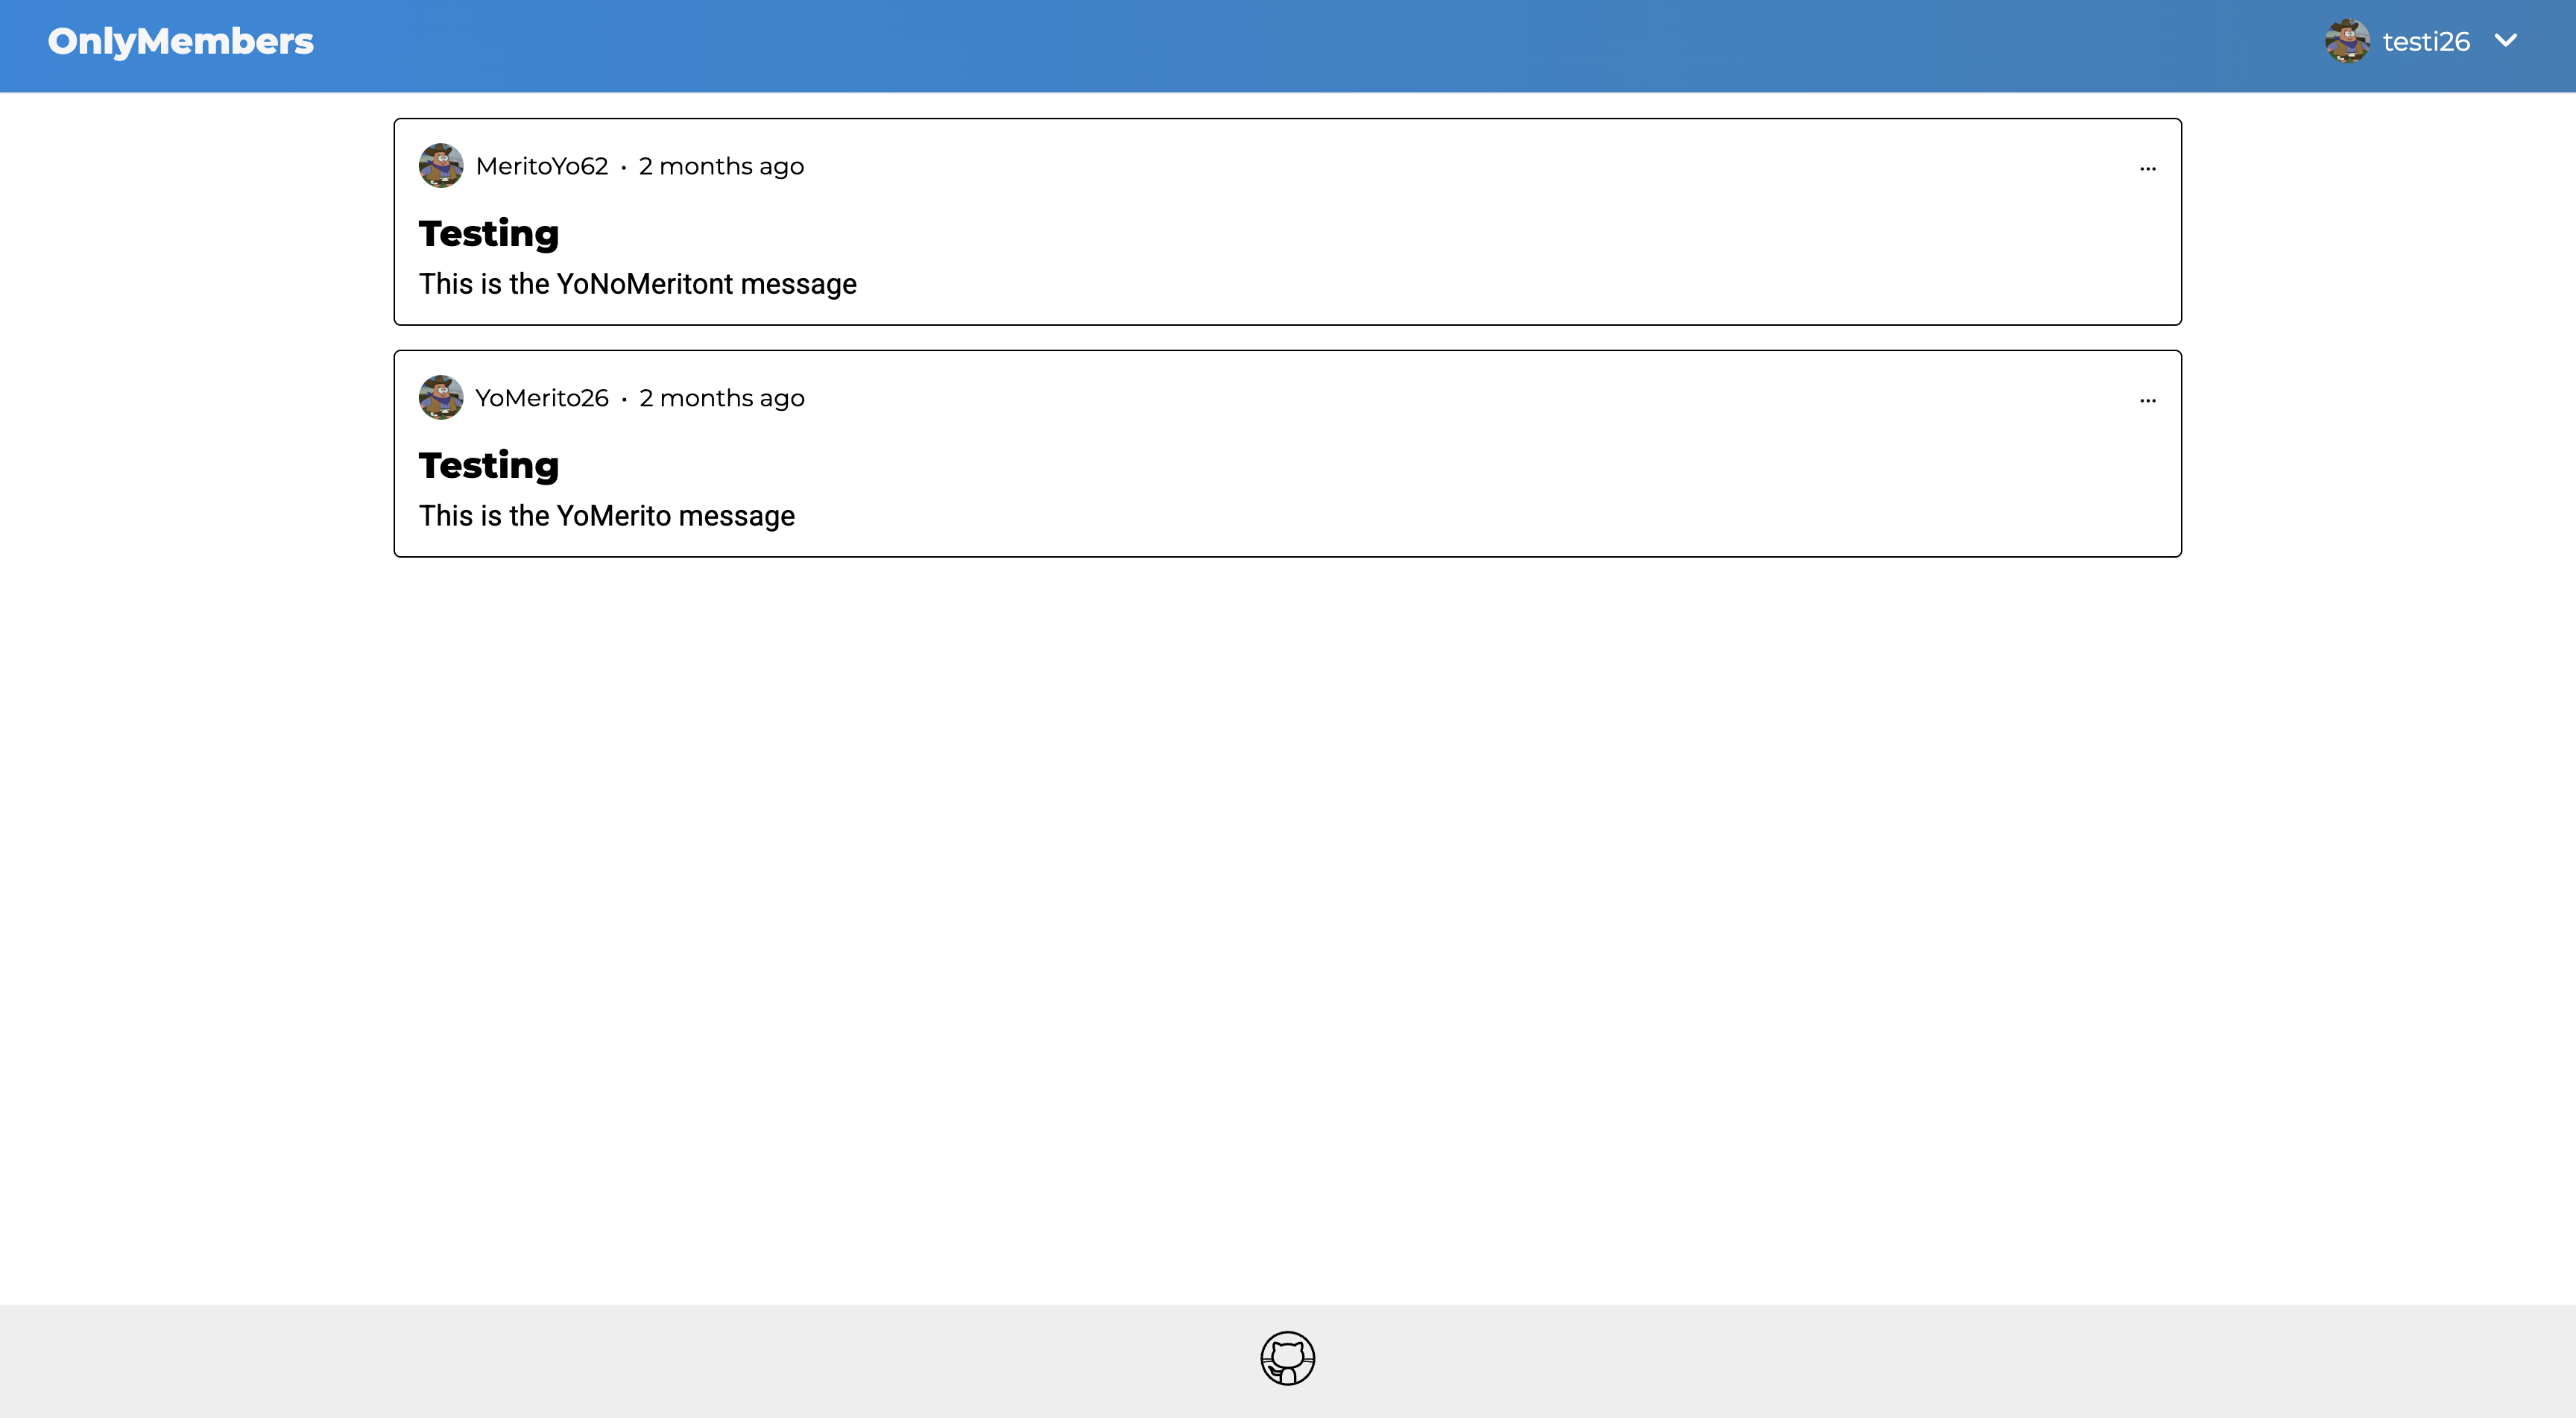 OnlyMembers
testi26
MeritoYo62 • 2 months ago
...
Testing
This is the YoNoMeritont message
YoMerito26 • 2 months ago
...
Testing
This is the YoMerito message